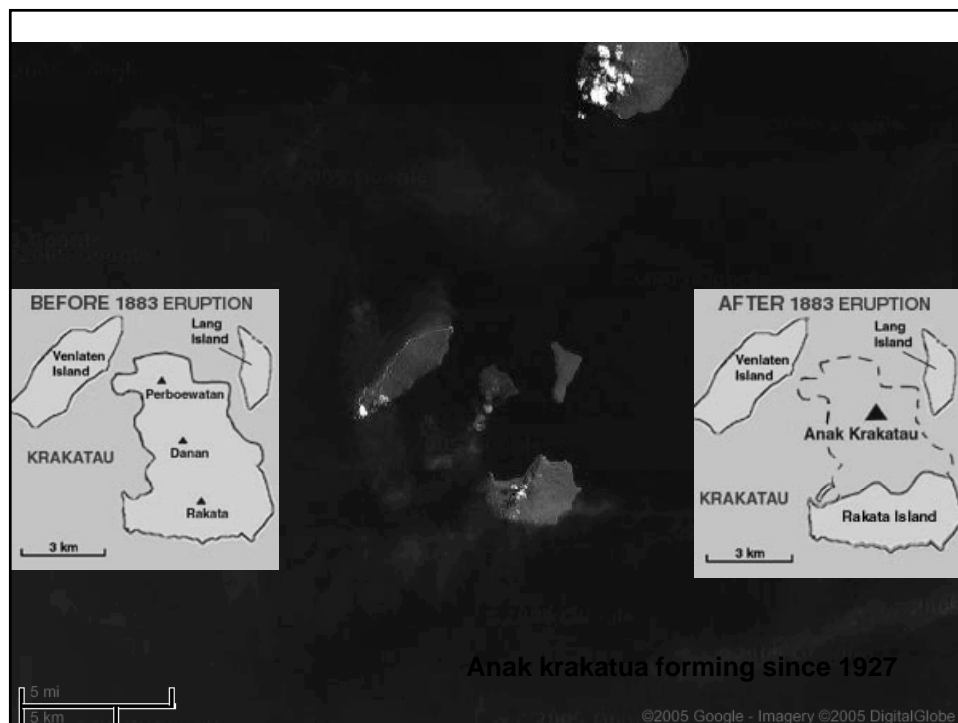 BEFORE 1883 ERUPTION
Lang
Island
Venlaten
Island
Perboewatan
KRAKATAU
Danan
Rakata
3 km
AFTER 1883 ERUPTION
Lang
Island
Venlaten
Island
Anak Krakatau
KRAKATAU
Rakata Island
3 km
Anak krakatua forming since 1927
5 mi
5 km
©2005 Google - Imagery ©2005 DigitalGlobe